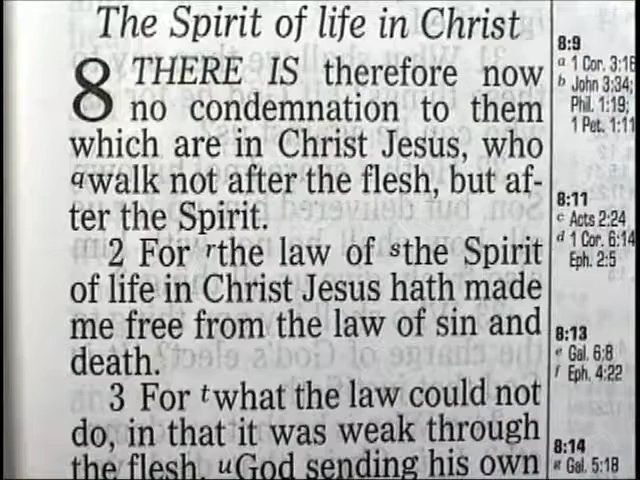 The Spirit of life in Christ
8 THERE IS therefore now
no condemnation to them
which are in Christ Jesus, who
qwalk not after the flesh, but af-
ter the Spirit.
2 For rthe law of sthe Spirit
of life in Christ Jesus hath made
me free from the law of sin and
death.
3 For twhat the law could not
do, in that it was weak through
the flesh, uGod sending his own
8:9
a 1 Cor. 3:16
b John 3:34;
Phil. 1:19;
1 Pet. 1:11
8:11
c Acts 2:24
d 1 Cor. 6:14
Eph. 2:5
8:13
e Gal. 6:8
f Eph. 4:22
8:14
Gal. 5:18